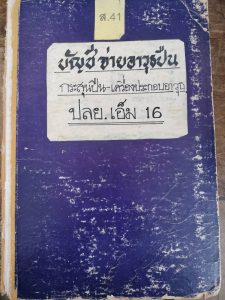 ส.41
บัญชีจ่ายอาวุธปืน
กระสุนปืน-เครื่องประกอบอาวุธ
ปลย.เอ็ม 16